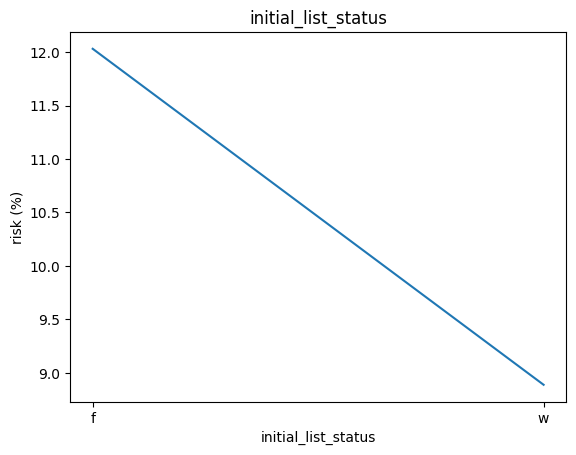 initial_list_status
12.0
11.5
11.0
10.5
10.0
9.5
9.0
risk (%)
f
w
initial_list_status